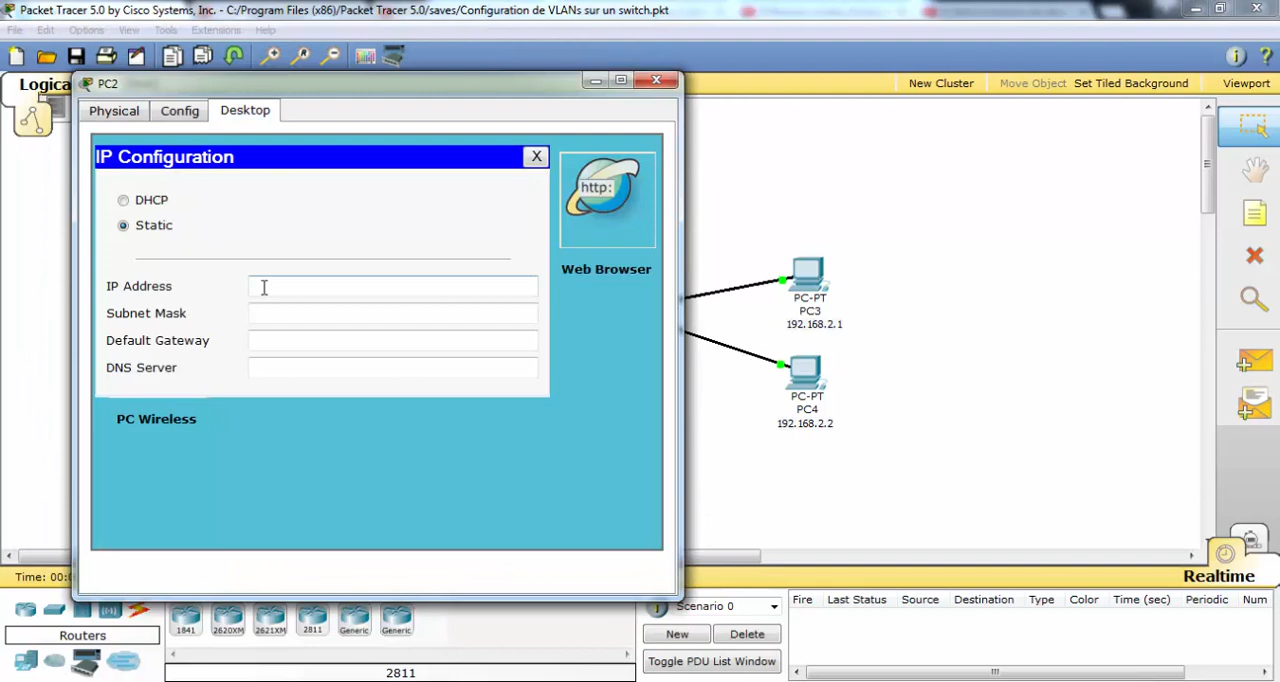 Packet Tracer 5.0 by Cisco Systems, Inc. - C:/Program Files (x86)/Packet Tracer 5.0/saves/Configuration de VLANs sur un switch.pkt
File Edit Options View Tools Extensions Help
Logica
New Cluster Move Object Set Tiled Background Viewport
PC2
Physical Config Desktop
IP Configuration X
DHCP
Static
IP Address
Subnet Mask
Default Gateway
DNS Server
http:
Web Browser
PC Wireless
PC-PT
PC3
192.168.2.1
PC-PT
PC4
192.168.2.2
Time: 00:
Realtime
Routers
1841 2620XM 2621XM 2811 Generic Generic
2811
Scenario 0
New Delete
Toggle PDU List Window
Fire Last Status Source Destination Type Color Time (sec) Periodic Num